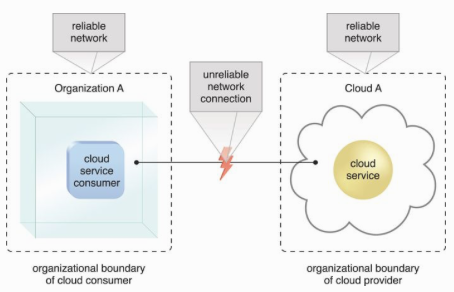 reliable
network
reliable
network
unreliable
network
connection
Organization A
Cloud A
cloud
service
consumer
cloud
service
organizational boundary
of cloud consumer
organizational boundary
of cloud provider